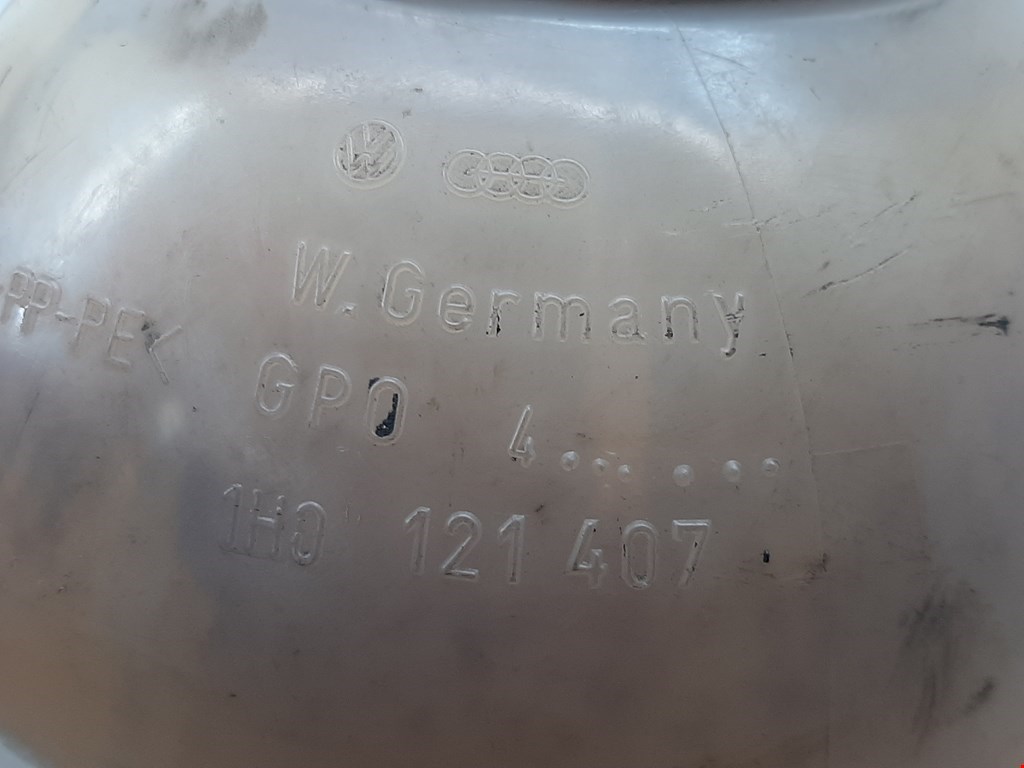 W. Germany
PP-PE<
GPO 4
1H0 121 407